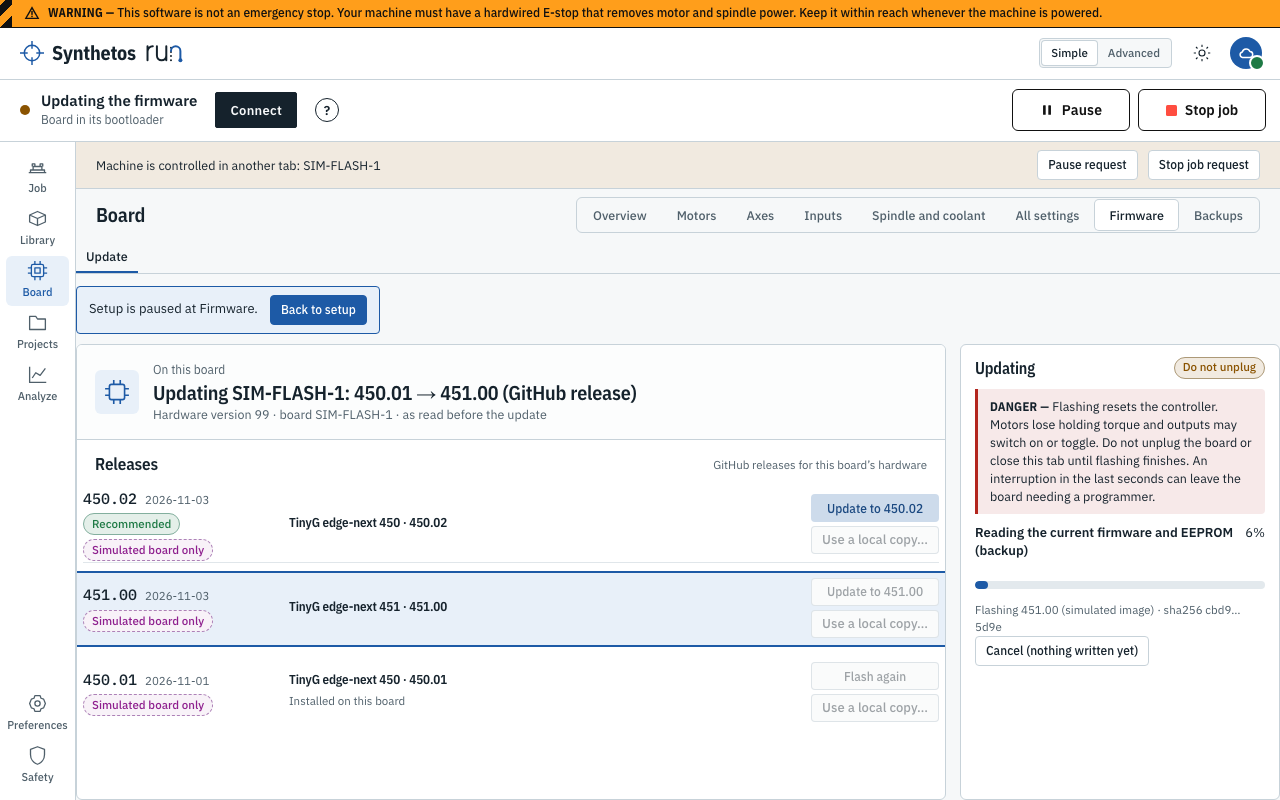 WARNING — This software is not an emergency stop. Your machine must have a hardwired E-stop that removes motor and spindle power. Keep it within reach whenever the machine is powered.
Synthetos run
Simple Advanced
Updating the firmware
Board in its bootloader
Connect
?
Pause
Stop job
Machine is controlled in another tab: SIM-FLASH-1
Pause request
Stop job request
Job
Library
Board
Projects
Analyze
Preferences
Safety
Board
Overview Motors Axes Inputs Spindle and coolant All settings Firmware Backups
Update
Setup is paused at Firmware. Back to setup
On this board
Updating SIM-FLASH-1: 450.01 → 451.00 (GitHub release)
Hardware version 99 · board SIM-FLASH-1 · as read before the update
Releases
GitHub releases for this board's hardware
450.02 2026-11-03
Recommended
Simulated board only
TinyG edge-next 450 · 450.02
Update to 450.02
Use a local copy...
451.00 2026-11-03
Simulated board only
TinyG edge-next 451 · 451.00
Update to 451.00
Use a local copy...
450.01 2026-11-01
Simulated board only
TinyG edge-next 450 · 450.01
Installed on this board
Flash again
Use a local copy...
Updating
Do not unplug
DANGER — Flashing resets the controller.
Motors lose holding torque and outputs may
switch on or toggle. Do not unplug the board or
close this tab until flashing finishes. An
interruption in the last seconds can leave the
board needing a programmer.
Reading the current firmware and EEPROM 6%
(backup)
Flashing 451.00 (simulated image) · sha256 cbd9...
5d9e
Cancel (nothing written yet)